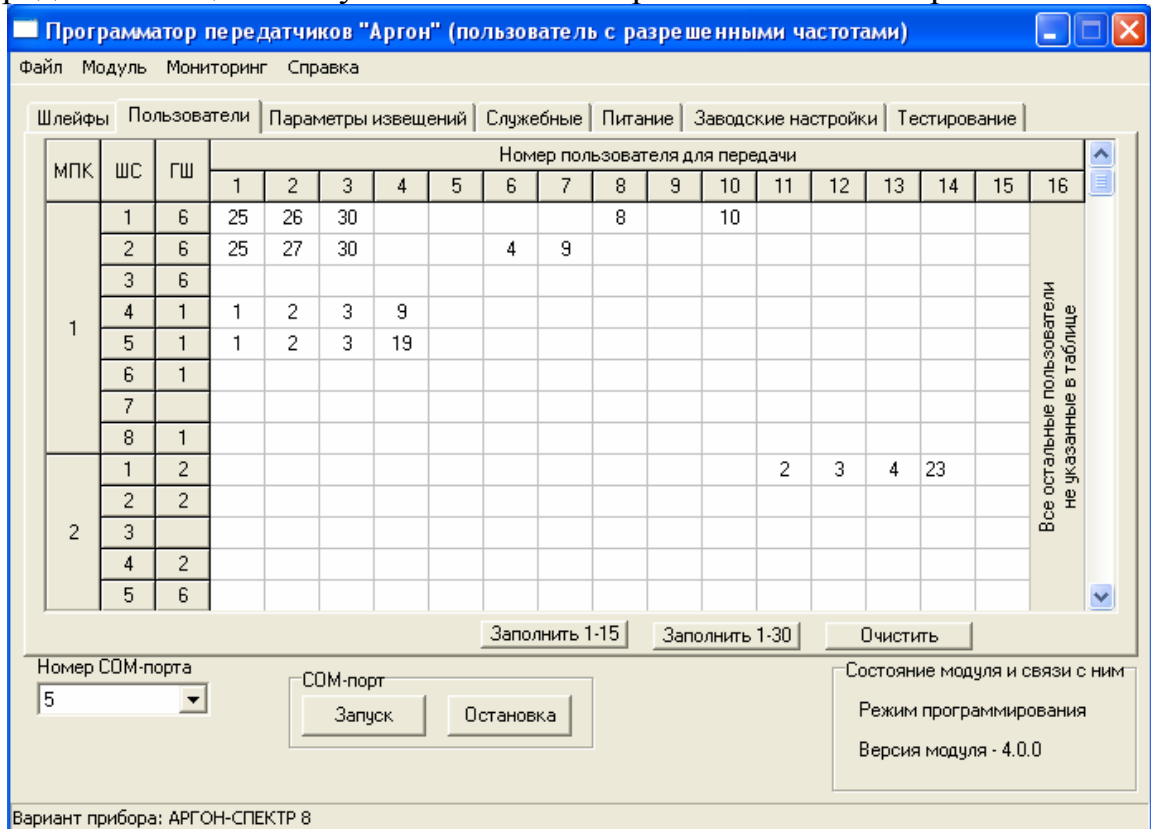 Программатор передатчиков "Аргон" (пользователь с разрешенными частотами)
Файл Модуль Мониторинг Справка
Шлейфы Пользователи Параметры извещений Служебные Питание Заводские настройки Тестирование
МПК ШС ГШ Номер пользователя для передачи
1 2 3 4 5 6 7 8 9 10 11 12 13 14 15 16
1 1 6 25 26 30 8 10
2 6 25 27 30 4 9
3 6
4 1 1 2 3 9
5 1 1 2 3 19
6 1
7
8 1
2 1 2 2 3 4 23
2 2
3
4 2
5 6
Все остальные пользователи
не указанные в таблице
Заполнить 1-15 Заполнить 1-30 Очистить
Номер COM-порта
5
COM-порт
Запуск Остановка
Состояние модуля и связи с ним
Режим программирования
Версия модуля - 4.0.0
Вариант прибора: АРГОН-СПЕКТР 8